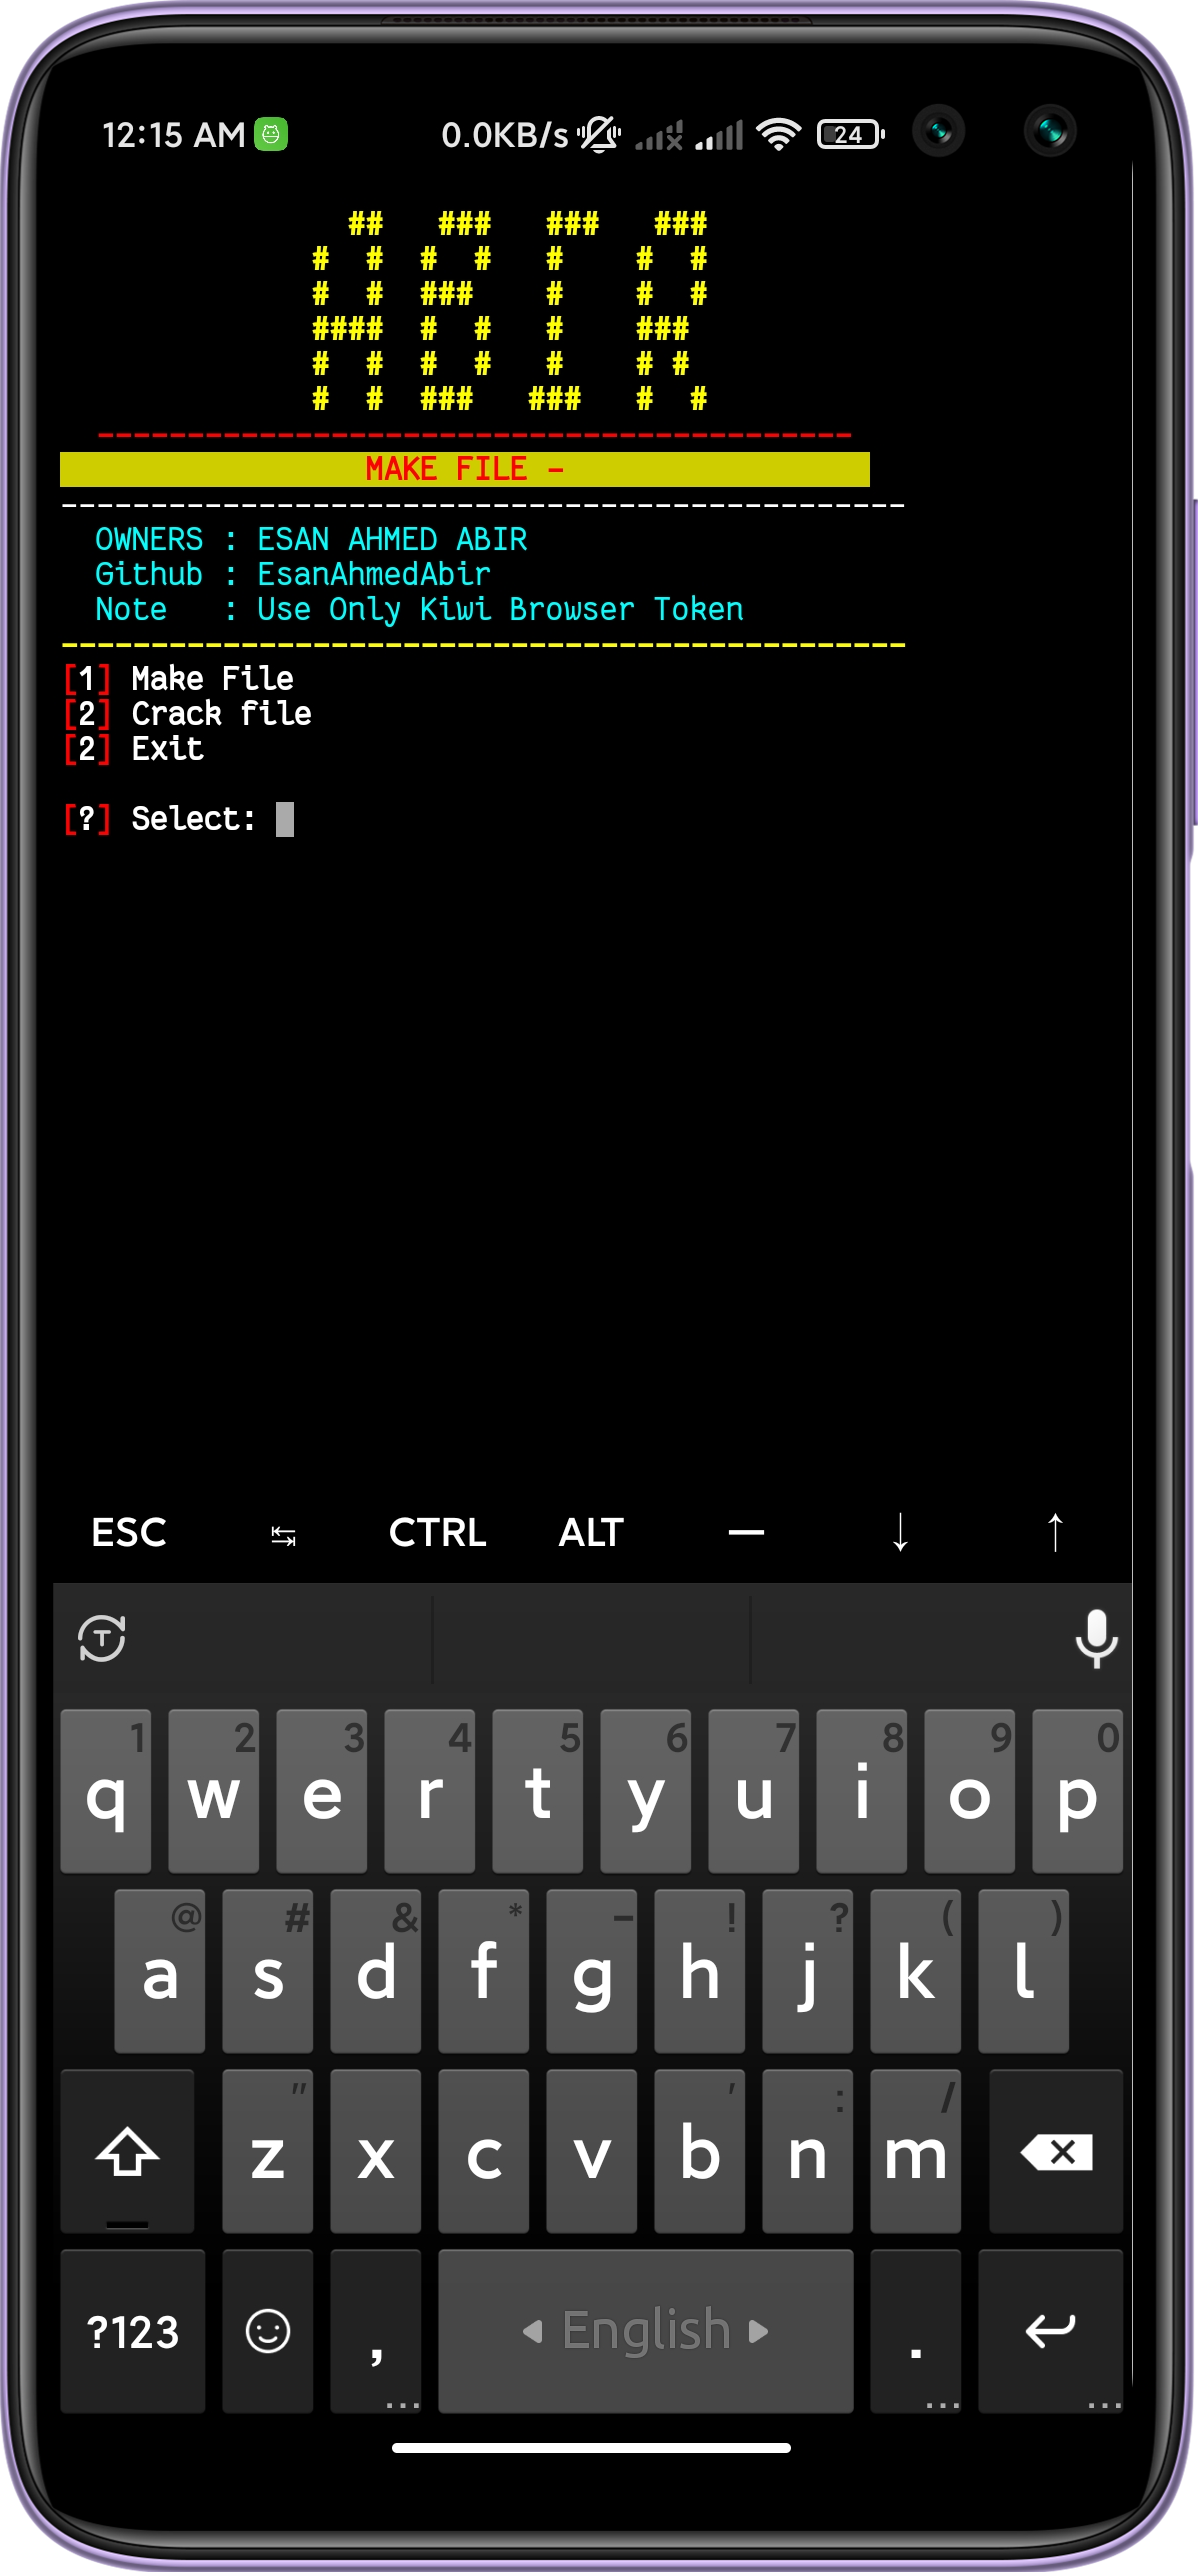 12:15 AM 0.0KB/s 24
ABIR
MAKE FILE -
OWNERS : ESAN AHMED ABIR
Github : EsanAhmedAbir
Note : Use Only Kiwi Browser Token
[1] Make File
[2] Crack file
[2] Exit
[?] Select:
ESC ↹ CTRL ALT — ↓ ↑
T
1 2 3 4 5 6 7 8 9 0
q w e r t y u i o p
@ # & * - ! ? ( )
a s d f g h j k l
" ' : /
z x c v b n m
?123 , English .
... ... ...